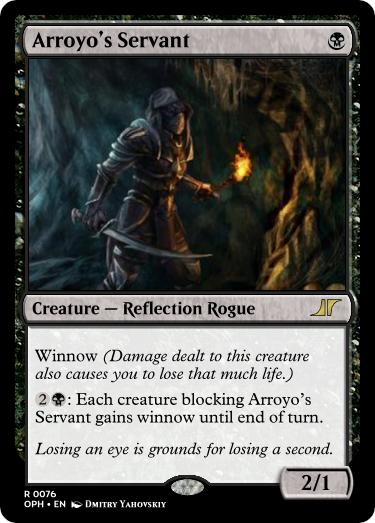 Arroyo's Servant
Creature — Reflection Rogue
Winnow (Damage dealt to this creature
also causes you to lose that much life.)
2: Each creature blocking Arroyo's
Servant gains winnow until end of turn.
Losing an eye is grounds for losing a second.
2/1
R 0076
OPH • EN Dmitry Yahovskiy